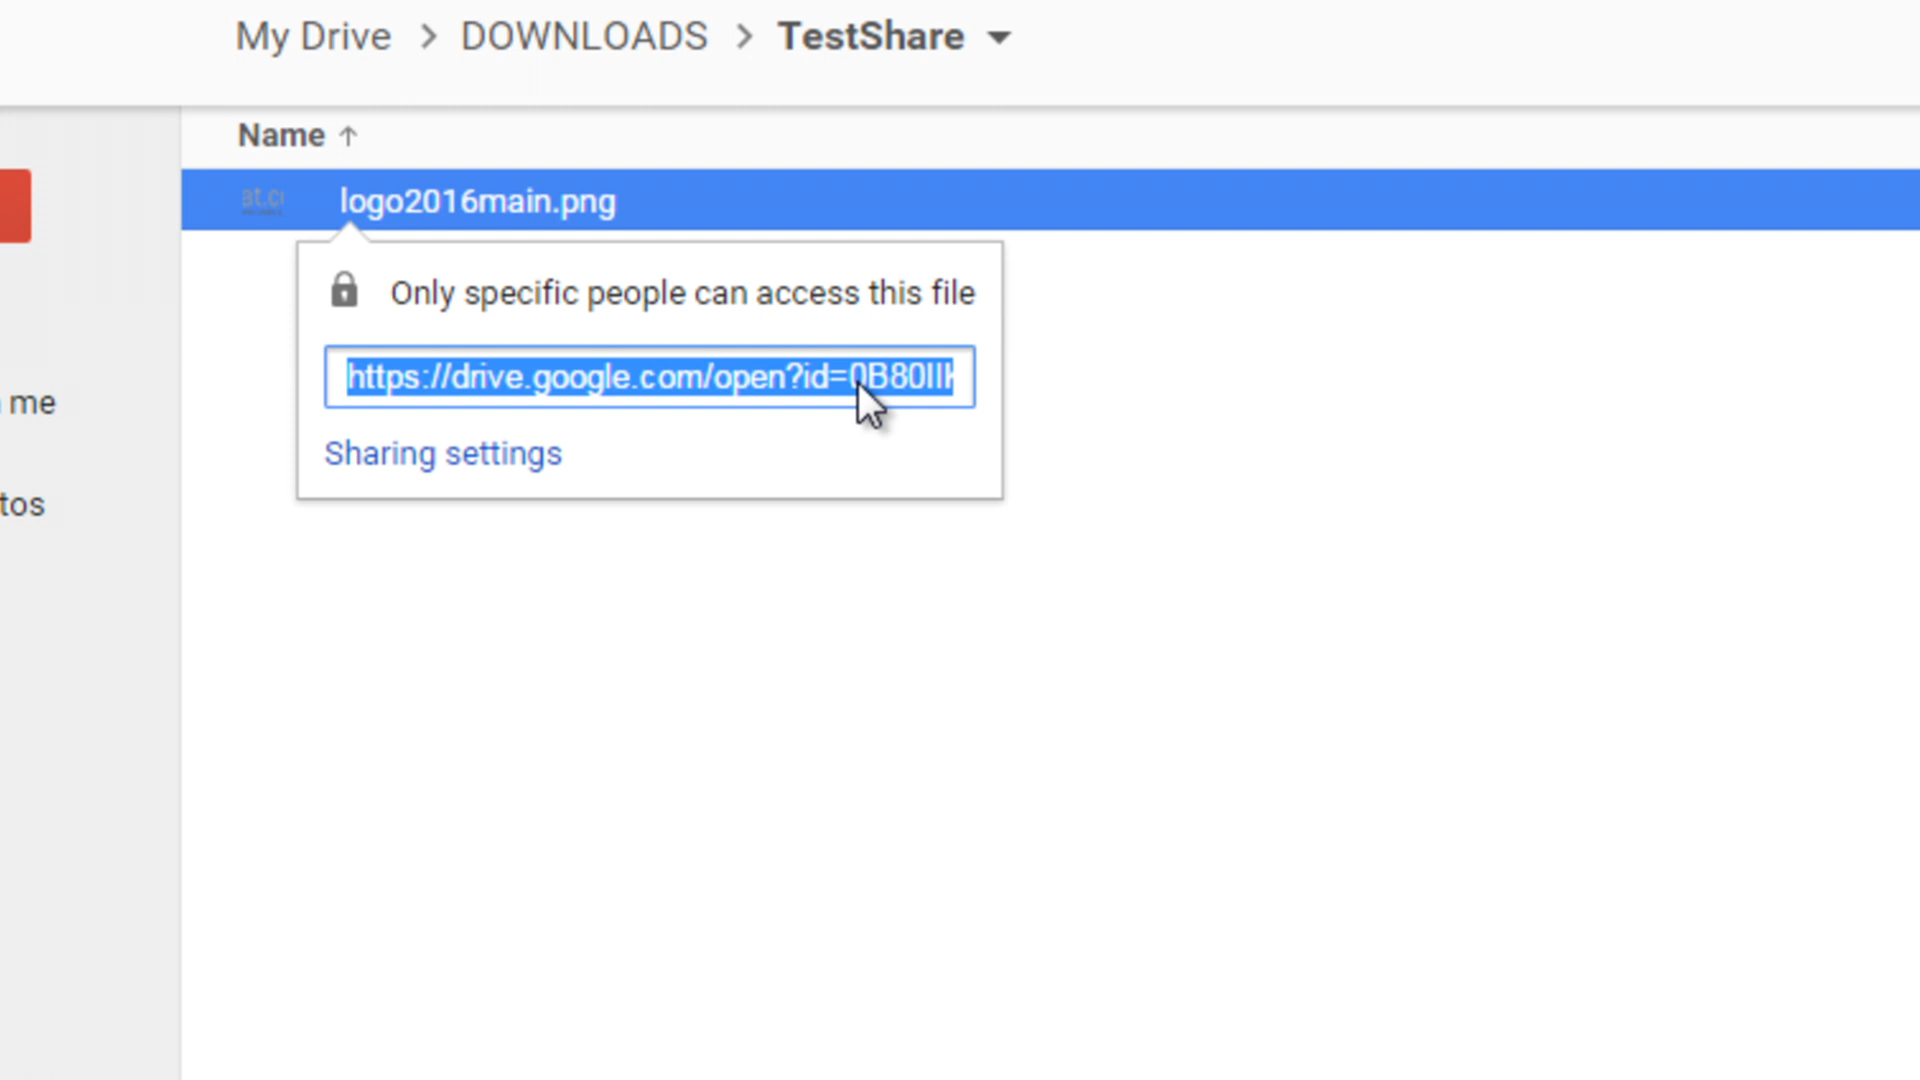 My Drive > DOWNLOADS > TestShare
Name ↑
logo2016main.png
Only specific people can access this file
https://drive.google.com/open?id=0B80
Sharing settings
me
tos